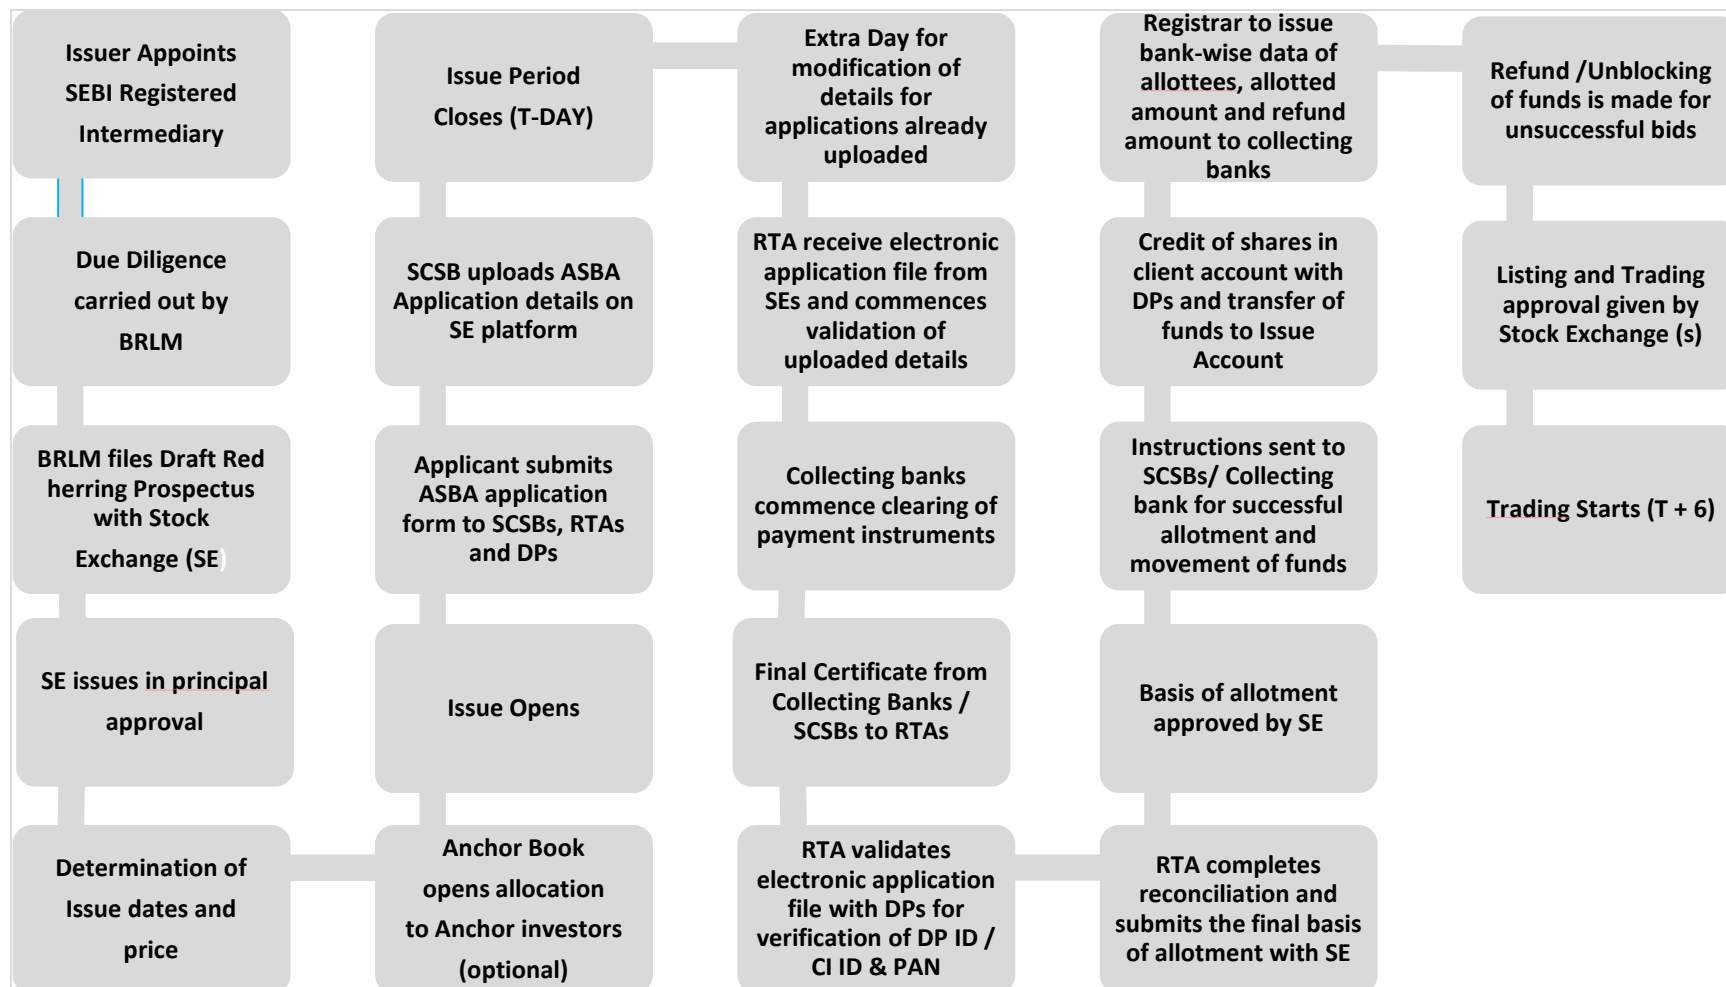 Issuer Appoints
SEBI Registered
Intermediary
Due Diligence
carried out by
BRLM
BRLM files Draft Red
herring Prospectus
with Stock
Exchange (SE)
SE issues in principal
approval
Determination of
Issue dates and
price
Anchor Book
opens allocation
to Anchor investors
(optional)
Issue Opens
Applicant submits
ASBA application
form to SCSBs, RTAs
and DPs
SCSB uploads ASBA
Application details on
SE platform
Issue Period
Closes (T-DAY)
Extra Day for
modification of
details for
applications already
uploaded
RTA receive electronic
application file from
SEs and commences
validation of
uploaded details
Collecting banks
commence clearing of
payment instruments
Final Certificate from
Collecting Banks /
SCSBs to RTAs
RTA validates
electronic application
file with DPs for
verification of DP ID /
CI ID & PAN
RTA completes
reconciliation and
submits the final basis
of allotment with SE
Basis of allotment
approved by SE
Instructions sent to
SCSBs/ Collecting
bank for successful
allotment and
movement of funds
Credit of shares in
client account with
DPs and transfer of
funds to Issue
Account
Registrar to issue
bank-wise data of
allottees, allotted
amount and refund
amount to collecting
banks
Refund /Unblocking
of funds is made for
unsuccessful bids
Listing and Trading
approval given by
Stock Exchange (s)
Trading Starts (T + 6)